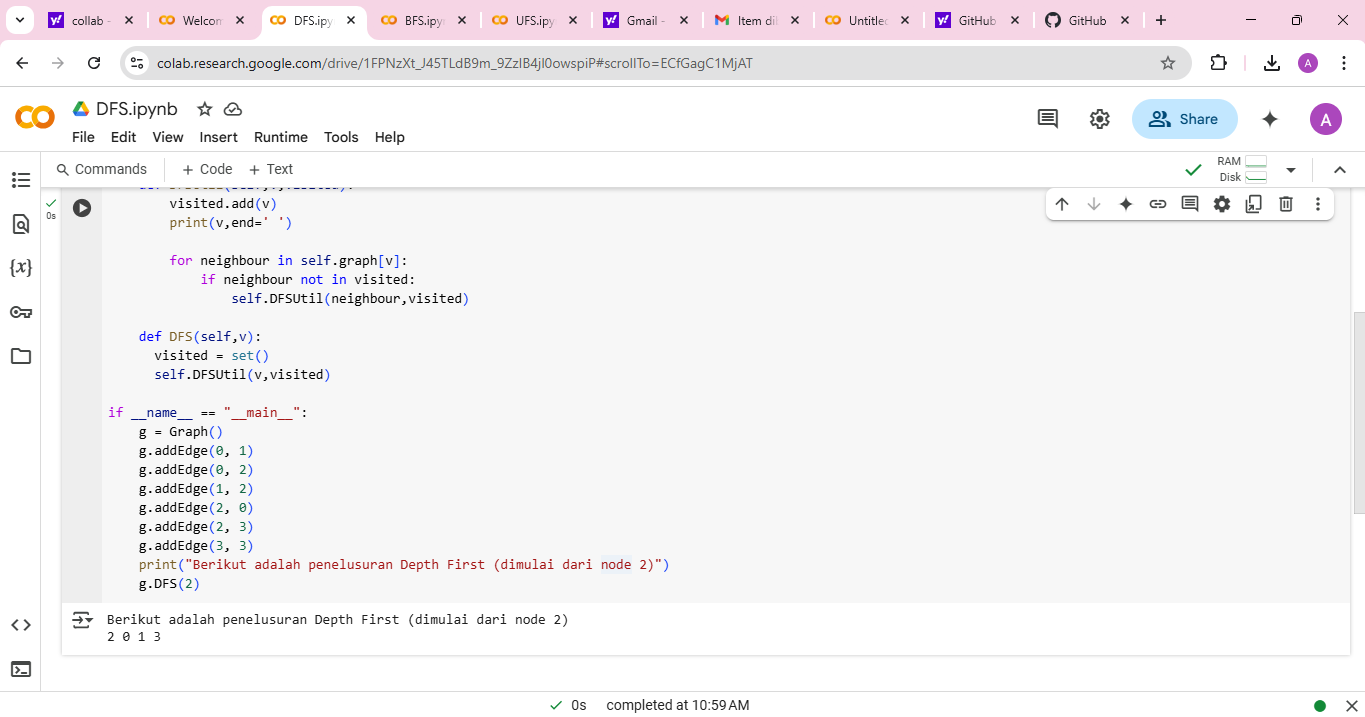 collab -
Welcom
DFS.ipy
BFS.ipy
UFS.ipy
Gmail -
Item dil
Untitled
GitHub
GitHub
colab.research.google.com/drive/1FPNzXt_J45TLdB9m_9ZzlB4jI0owspiP#scrollTo=ECfGagC1MjAT
A
DFS.ipynb
File Edit View Insert Runtime Tools Help
Share
A
Commands + Code + Text
RAM
Disk
0s
visited.add(v)
print(v,end=' ')
for neighbour in self.graph[v]:
if neighbour not in visited:
self.DFSUtil(neighbour,visited)
def DFS(self,v):
visited = set()
self.DFSUtil(v,visited)
if __name__ == "__main__":
g = Graph()
g.addEdge(0, 1)
g.addEdge(0, 2)
g.addEdge(1, 2)
g.addEdge(2, 0)
g.addEdge(2, 3)
g.addEdge(3, 3)
print("Berikut adalah penelusuran Depth First (dimulai dari node 2)")
g.DFS(2)
Berikut adalah penelusuran Depth First (dimulai dari node 2)
2 0 1 3
0s completed at 10:59 AM